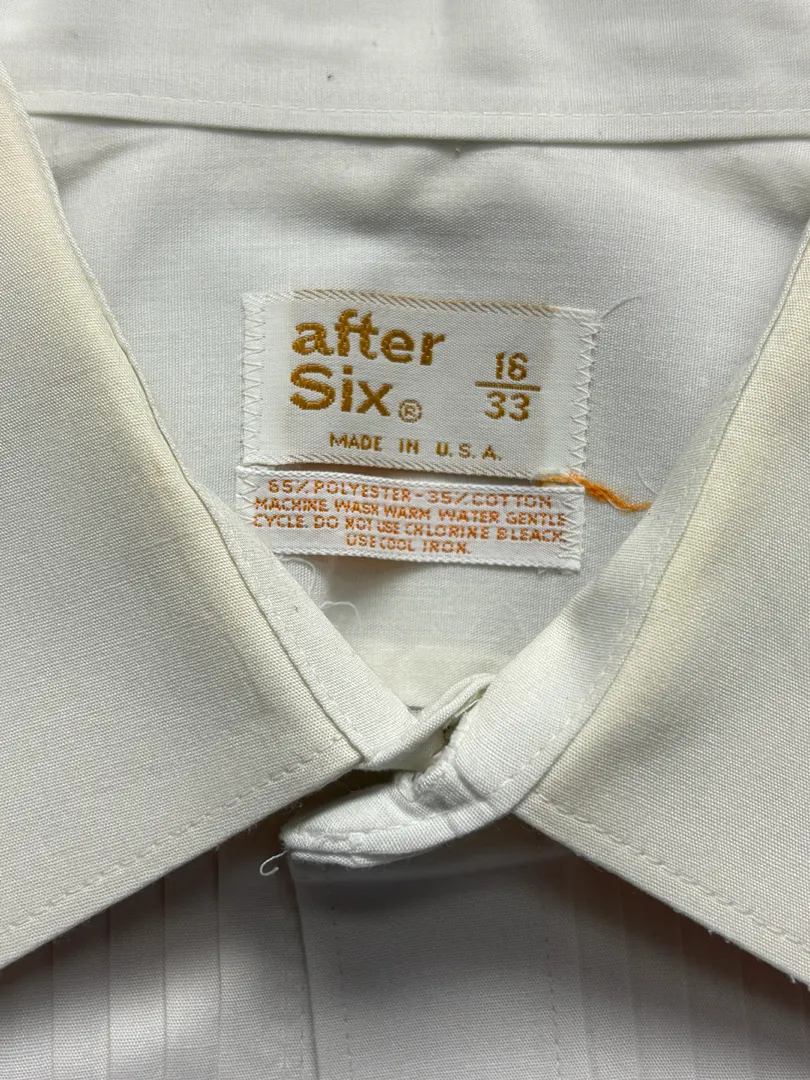 after
Six®
16
33
MADE IN U.S.A.
65% POLYESTER - 35% COTTON
MACHINE WASH WARM WATER GENTLE
CYCLE. DO NOT USE CHLORINE BLEACH
USE COOL IRON.